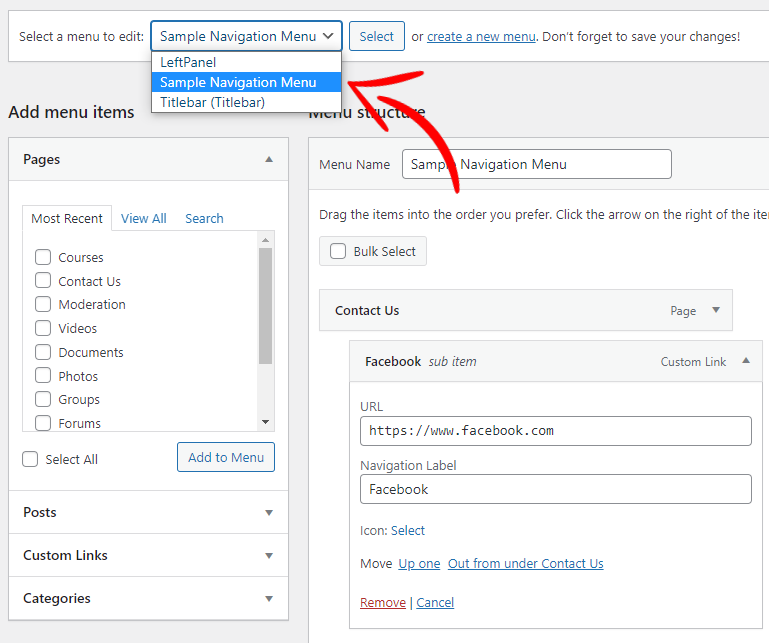 Select a menu to edit: Sample Navigation Menu Select or create a new menu. Don't forget to save your changes!
LeftPanel
Sample Navigation Menu
Titlebar (Titlebar)
Add menu items
Menu structure
Pages
Most Recent View All Search
Courses
Contact Us
Moderation
Videos
Documents
Photos
Groups
Forums
Select All Add to Menu
Posts
Custom Links
Categories
Menu Name Sample Navigation Menu
Drag the items into the order you prefer. Click the arrow on the right of the ite
Bulk Select
Contact Us Page
Facebook sub item Custom Link
URL
https://www.facebook.com
Navigation Label
Facebook
Icon: Select
Move Up one Out from under Contact Us
Remove | Cancel